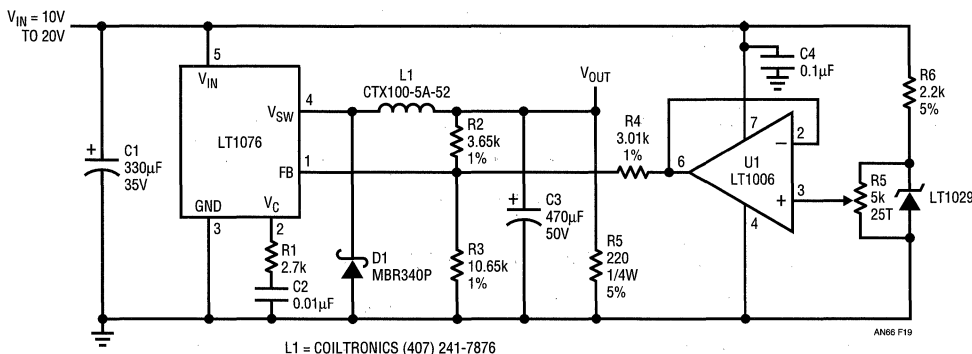 V_IN = 10V
TO 20V
C1
330µF
35V
+
5
V_IN
LT1076
V_SW
4
FB
1
GND
3
V_C
2
R1
2.7k
C2
0.01µF
L1
CTX100-5A-52
D1
MBR340P
R2
3.65k
1%
R3
10.65k
1%
C3
470µF
50V
+
V_OUT
R5
220
1/4W
5%
R4
3.01k
1%
6
U1
LT1006
7
2
–
3
+
4
C4
0.1µF
R6
2.2k
5%
R5
5k
25T
LT1029
AN66 F19
L1 = COILTRONICS (407) 241-7876